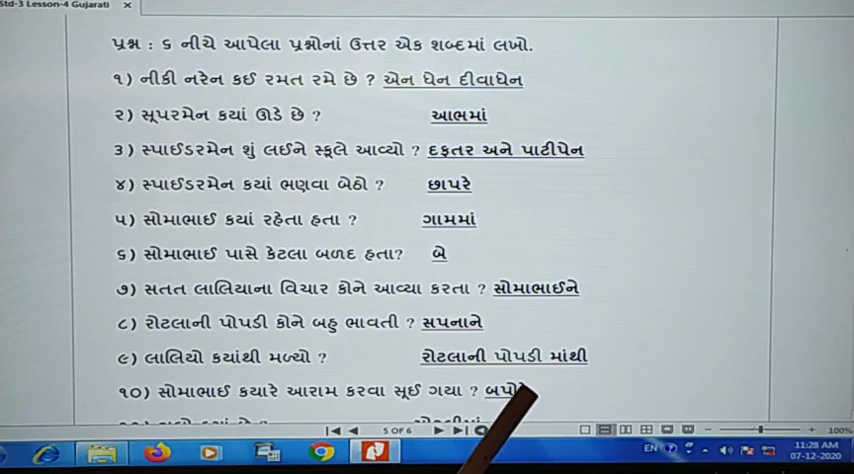 Std-3 Lesson-4 Gujarati ×
પ્રશ્ન : ૬ નીચે આપેલા પ્રશ્નોનાં ઉત્તર એક શબ્દમાં લખો.
૧) નીકી નરેન કઈ રમત રમે છે ? એન ઘેન દીવાઘેન
૨) સૂપરમેન કયાં ઊડે છે ? આભમાં
૩) સ્પાઈડરમેન શું લઈને સ્કૂલે આવ્યો ? દફતર અને પાટીપેન
૪) સ્પાઈડરમેન કયાં ભણવા બેઠો ? છાપરે
૫) સોમાભાઈ કયાં રહેતા હતા ? ગામમાં
૬) સોમાભાઈ પાસે કેટલા બળદ હતા? બે
૭) સતત લાલિયાના વિચાર કોને આવ્યા કરતા ? સોમાભાઈને
૮) રોટલાની પોપડી કોને બહુ ભાવતી ? સપનાને
૯) લાલિયો કયાંથી મળ્યો ? રોટલાની પોપડી માંથી
૧૦) સોમાભાઈ કયારે આરામ કરવા સૂઈ ગયા ?
5 OF 6
100%
EN
11:28 AM
07-12-2020